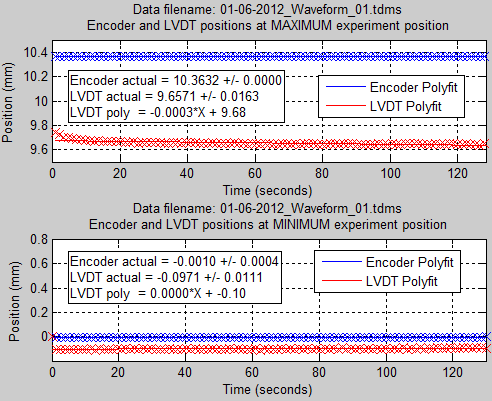 Data filename: 01-06-2012_Waveform_01.tdms
Encoder and LVDT positions at MAXIMUM experiment position
Position (mm)
10.4
10.2
10
9.8
9.6
Encoder actual = 10.3632 +/- 0.0000
LVDT actual = 9.6571 +/- 0.0163
LVDT poly = -0.0003*X + 9.68
Encoder Polyfit
LVDT Polyfit
0 20 40 60 80 100 120
Time (seconds)
Data filename: 01-06-2012_Waveform_01.tdms
Encoder and LVDT positions at MINIMUM experiment position
Position (mm)
0.8
0.6
0.4
0.2
0
Encoder actual = -0.0010 +/- 0.0004
LVDT actual = -0.0971 +/- 0.0111
LVDT poly = 0.0000*X + -0.10
Encoder Polyfit
LVDT Polyfit
0 20 40 60 80 100 120
Time (seconds)